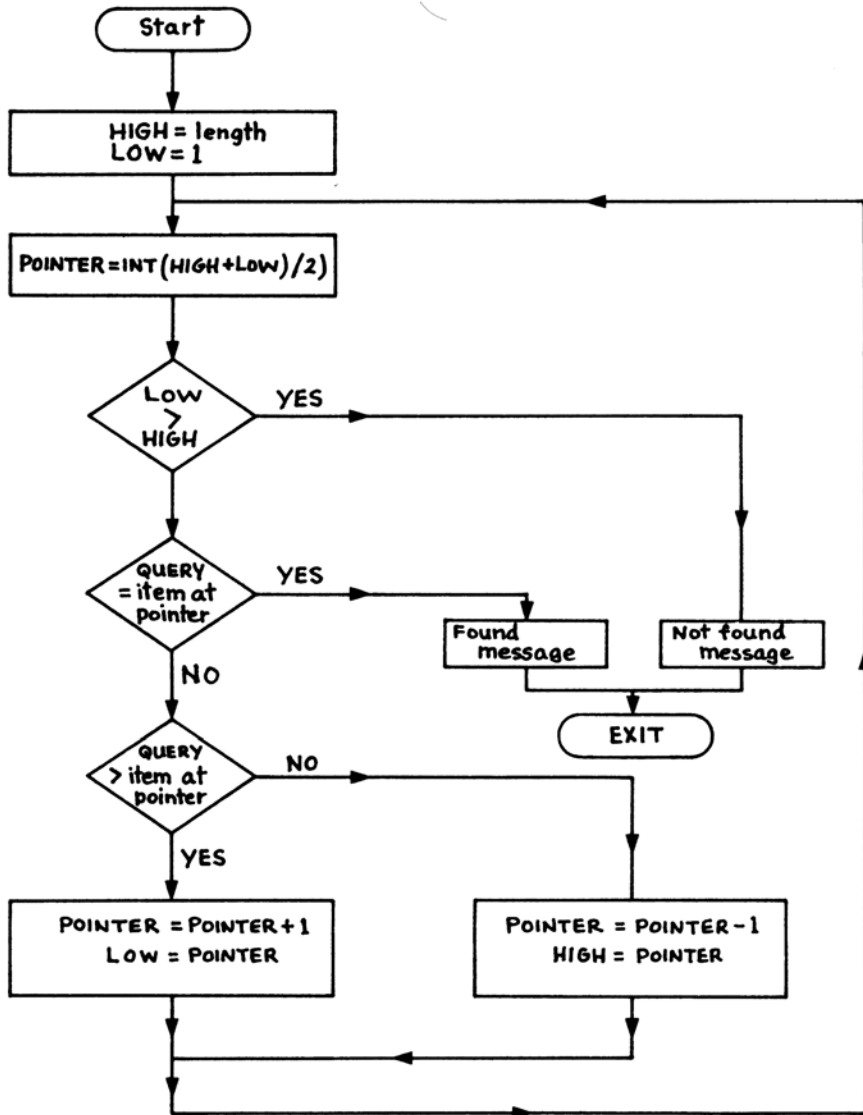 Start
HIGH = length
LOW = 1
POINTER = INT (HIGH + LOW) /2)
LOW
>
HIGH
YES
QUERY
= item at
pointer
YES
Found
message
Not found
message
NO
EXIT
QUERY
> item at
pointer
NO
YES
POINTER = POINTER + 1
LOW = POINTER
POINTER = POINTER - 1
HIGH = POINTER